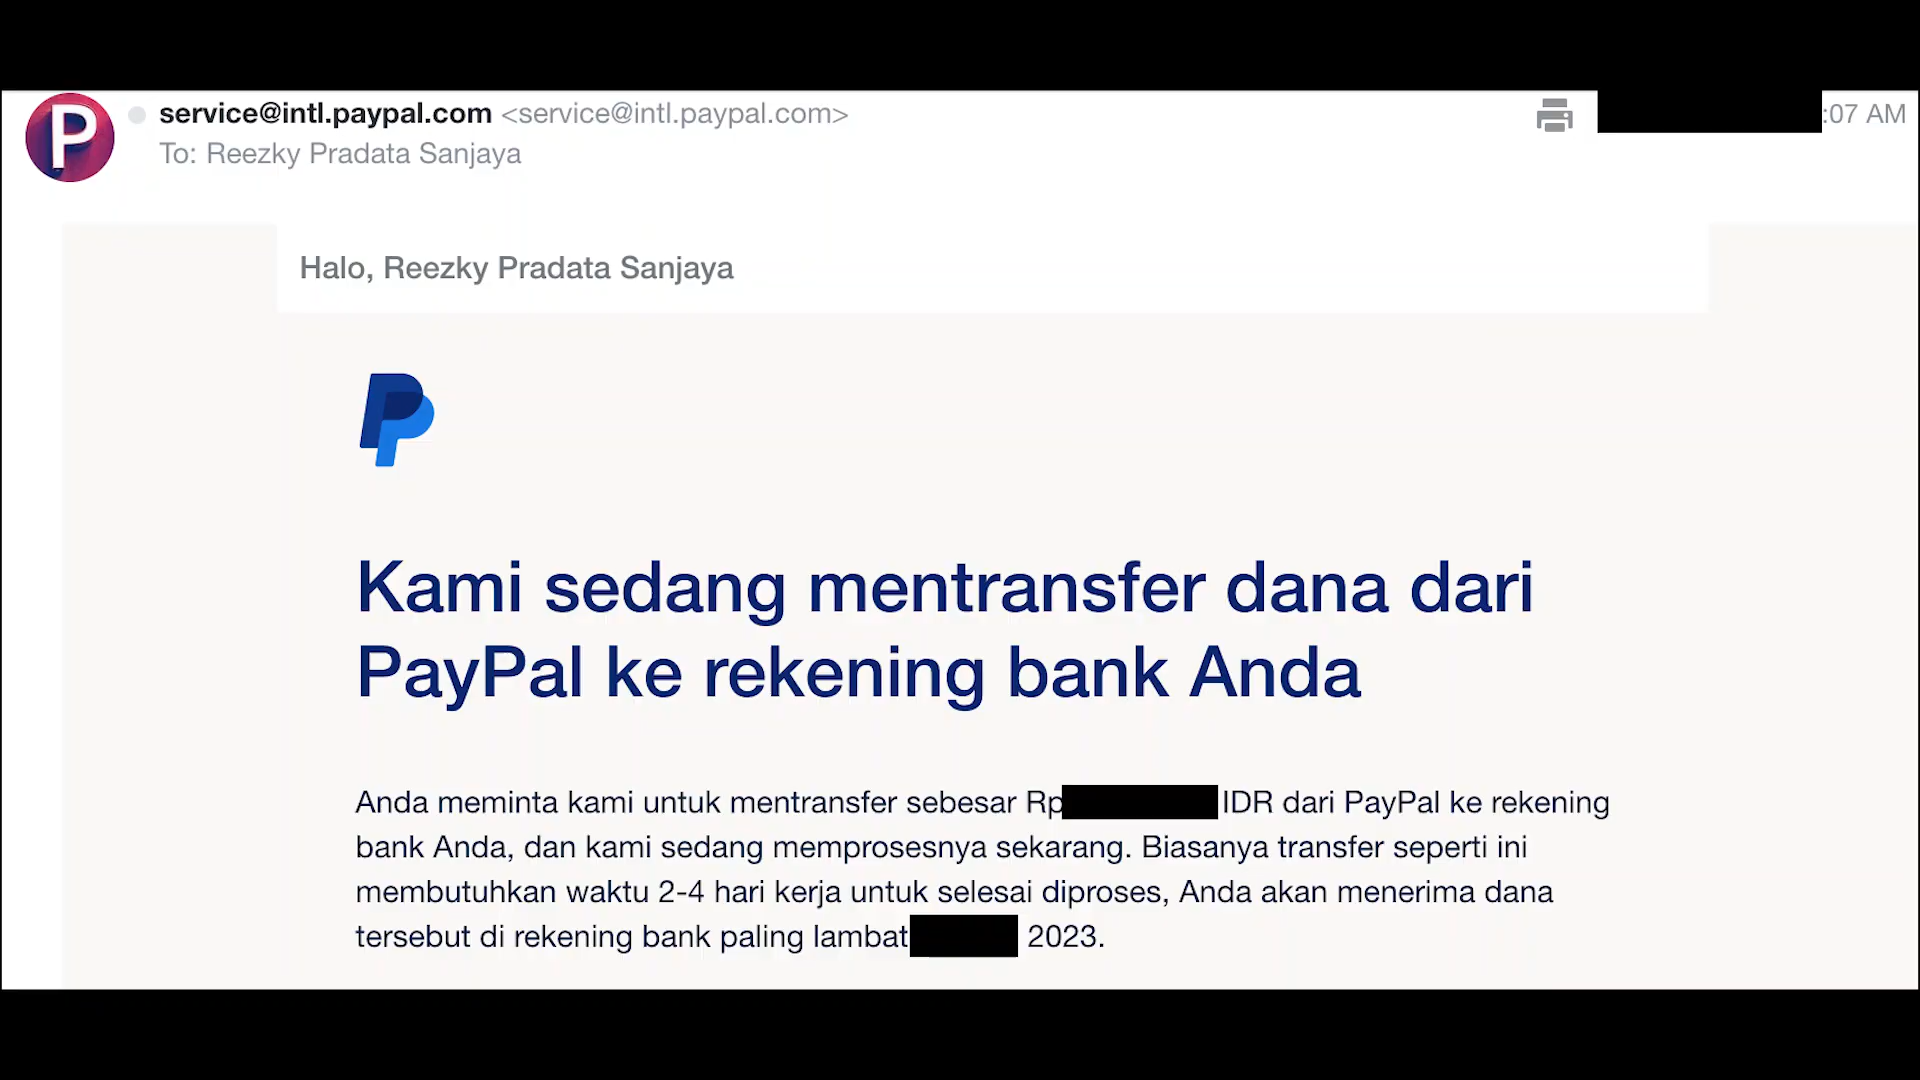 P
service@intl.paypal.com <service@intl.paypal.com>
:07 AM
To: Reezky Pradata Sanjaya
Halo, Reezky Pradata Sanjaya
Kami sedang mentransfer dana dari
PayPal ke rekening bank Anda
Anda meminta kami untuk mentransfer sebesar Rp IDR dari PayPal ke rekening
bank Anda, dan kami sedang memprosesnya sekarang. Biasanya transfer seperti ini
membutuhkan waktu 2-4 hari kerja untuk selesai diproses, Anda akan menerima dana
tersebut di rekening bank paling lambat 2023.